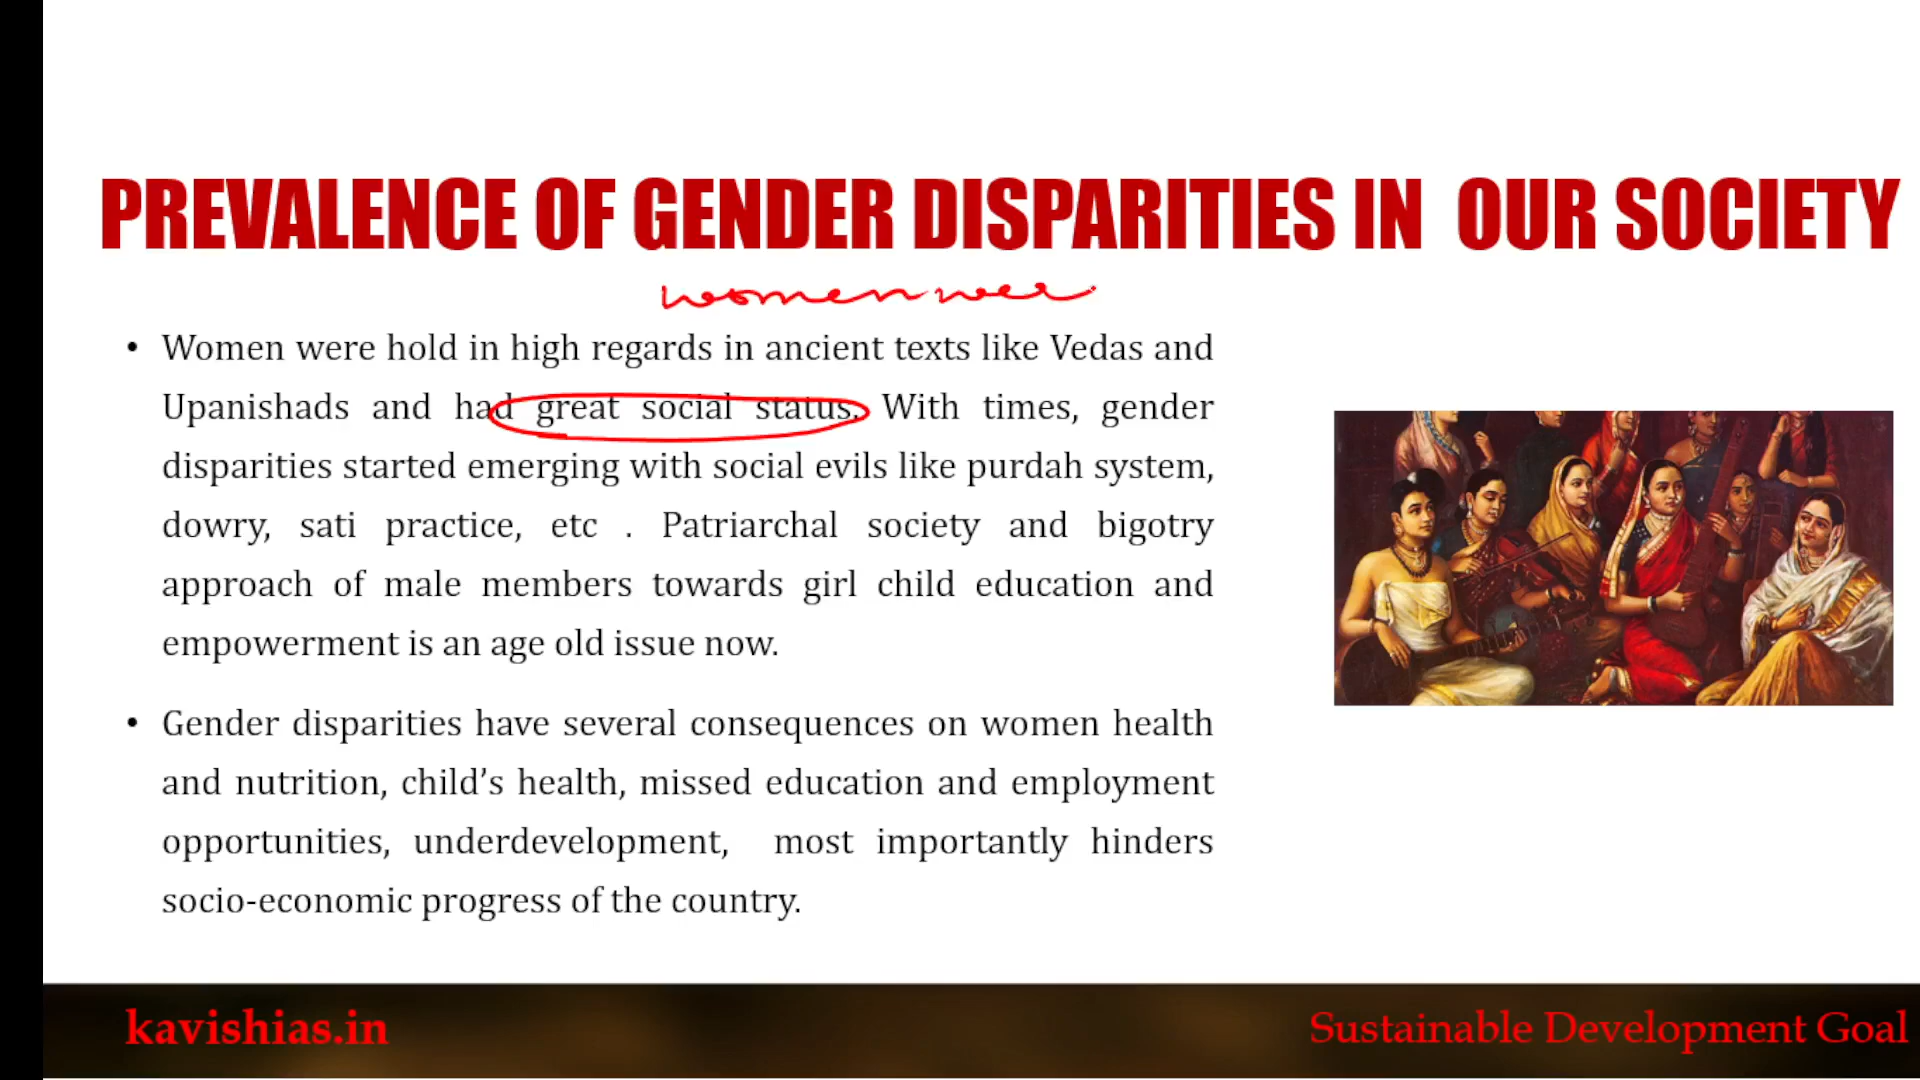 PREVALENCE OF GENDER DISPARITIES IN OUR SOCIETY
women wer
• Women were hold in high regards in ancient texts like Vedas and
Upanishads and had great social status. With times, gender
disparities started emerging with social evils like purdah system,
dowry, sati practice, etc . Patriarchal society and bigotry
approach of male members towards girl child education and
empowerment is an age old issue now.
• Gender disparities have several consequences on women health
and nutrition, child’s health, missed education and employment
opportunities, underdevelopment, most importantly hinders
socio-economic progress of the country.
kavishias.in
Sustainable Development Goal